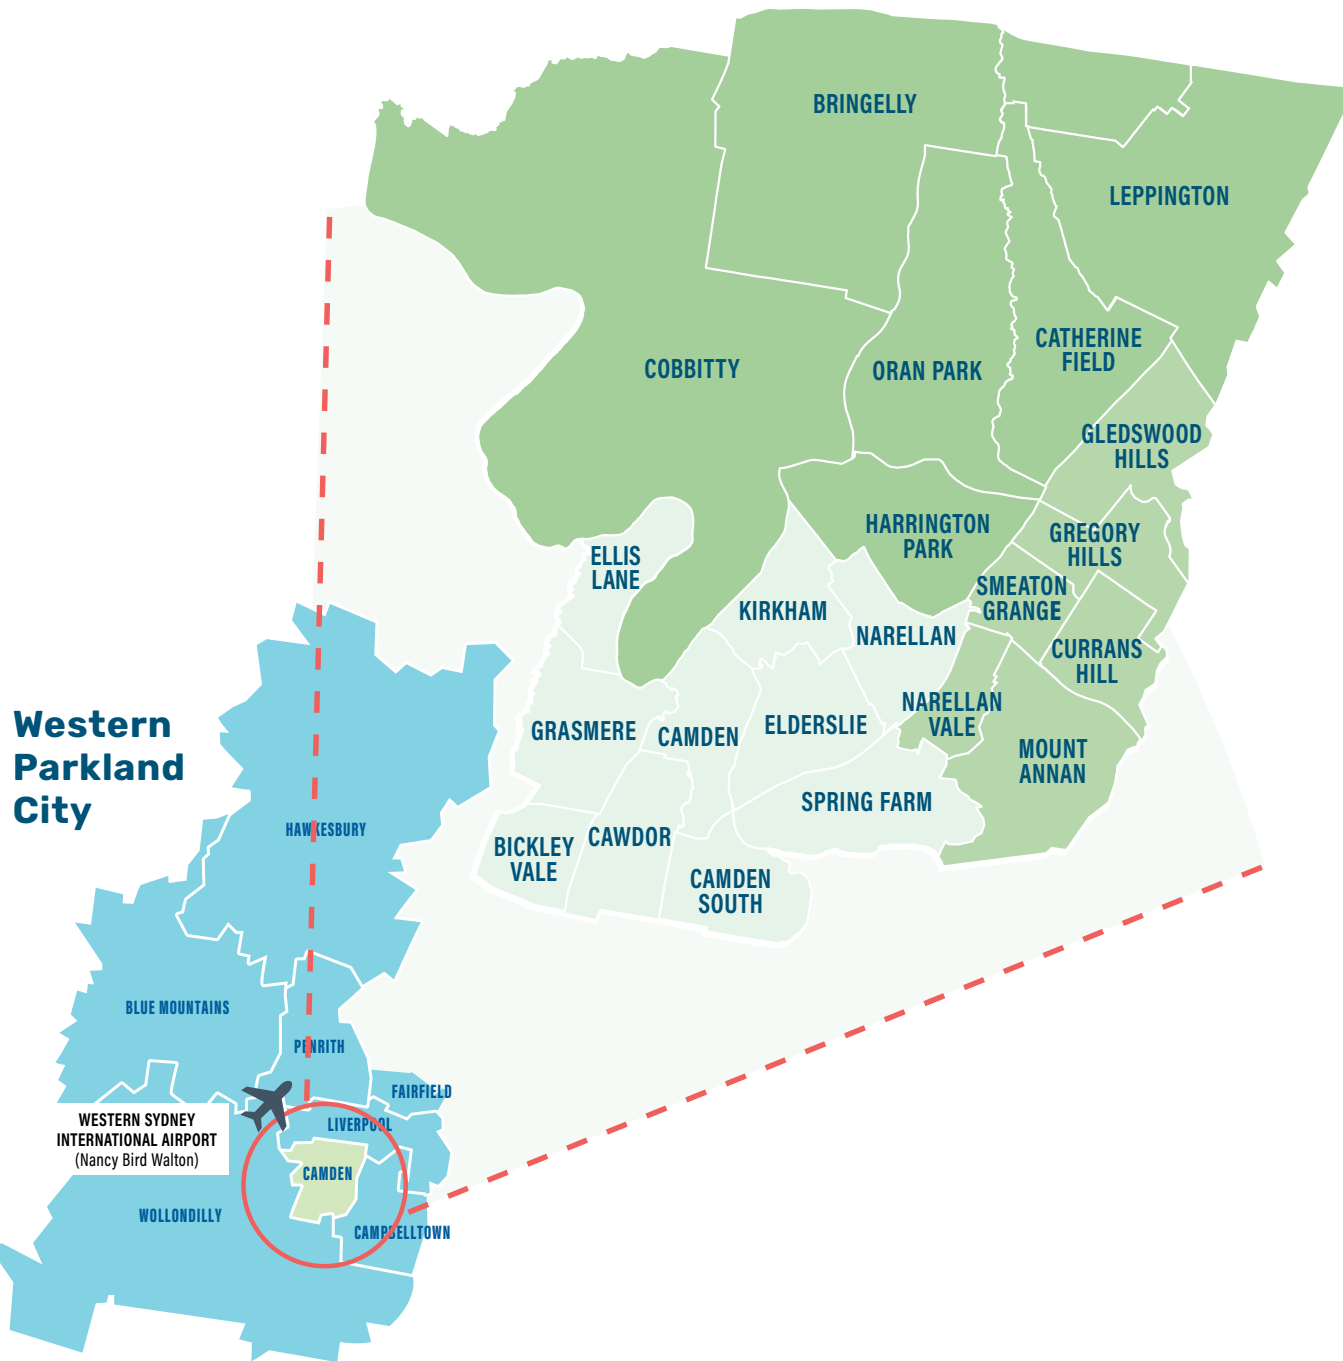 BRINGELLY
LEPPINGTON
CATHERINE
FIELD
COBBITTY
ORAN PARK
GLEDSWOOD
HILLS
HARRINGTON
PARK
GREGORY
HILLS
ELLIS
LANE
SMEATON
GRANGE
KIRKHAM
NARELLAN
CURRANS
HILL
NARELLAN
VALE
GRASMERE
CAMDEN
ELDERSLIE
MOUNT
ANNAN
SPRING FARM
BICKLEY
VALE
CAWDOR
CAMDEN
SOUTH
Western
Parkland
City
HAWKESBURY
BLUE MOUNTAINS
PENRITH
FAIRFIELD
WESTERN SYDNEY
INTERNATIONAL AIRPORT
(Nancy Bird Walton)
LIVERPOOL
CAMDEN
WOLLONDILLY
CAMPBELLTOWN